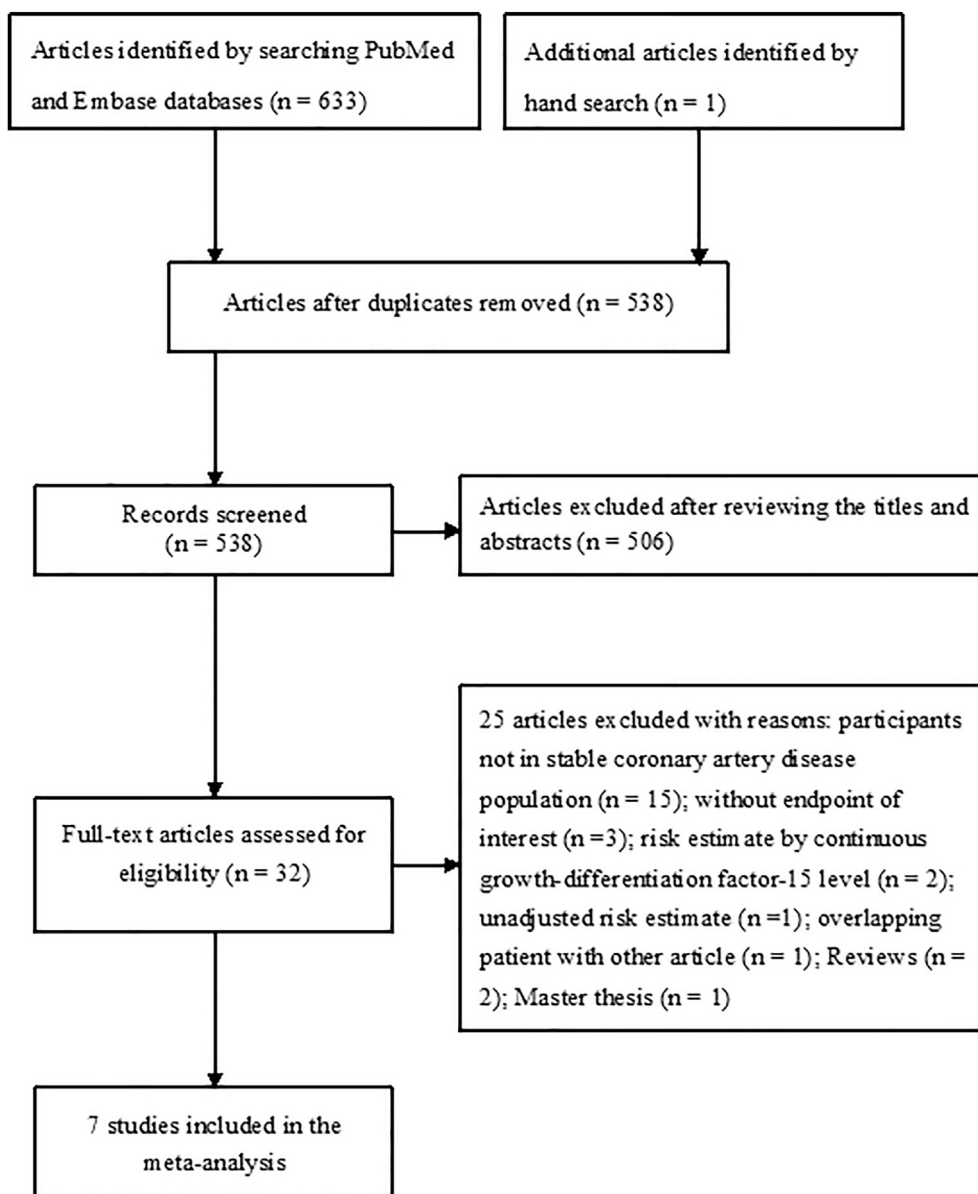 Articles identified by searching PubMed
and Embase databases (n = 633)
Additional articles identified by
hand search (n = 1)
Articles after duplicates removed (n = 538)
Records screened
(n = 538)
Articles excluded after reviewing the titles and
abstracts (n = 506)
Full-text articles assessed for
eligibility (n = 32)
25 articles excluded with reasons: participants
not in stable coronary artery disease
population (n = 15); without endpoint of
interest (n =3); risk estimate by continuous
growth-differentiation factor-15 level (n = 2);
unadjusted risk estimate (n =1); overlapping
patient with other article (n = 1); Reviews (n =
2); Master thesis (n = 1)
7 studies included in the
meta-analysis